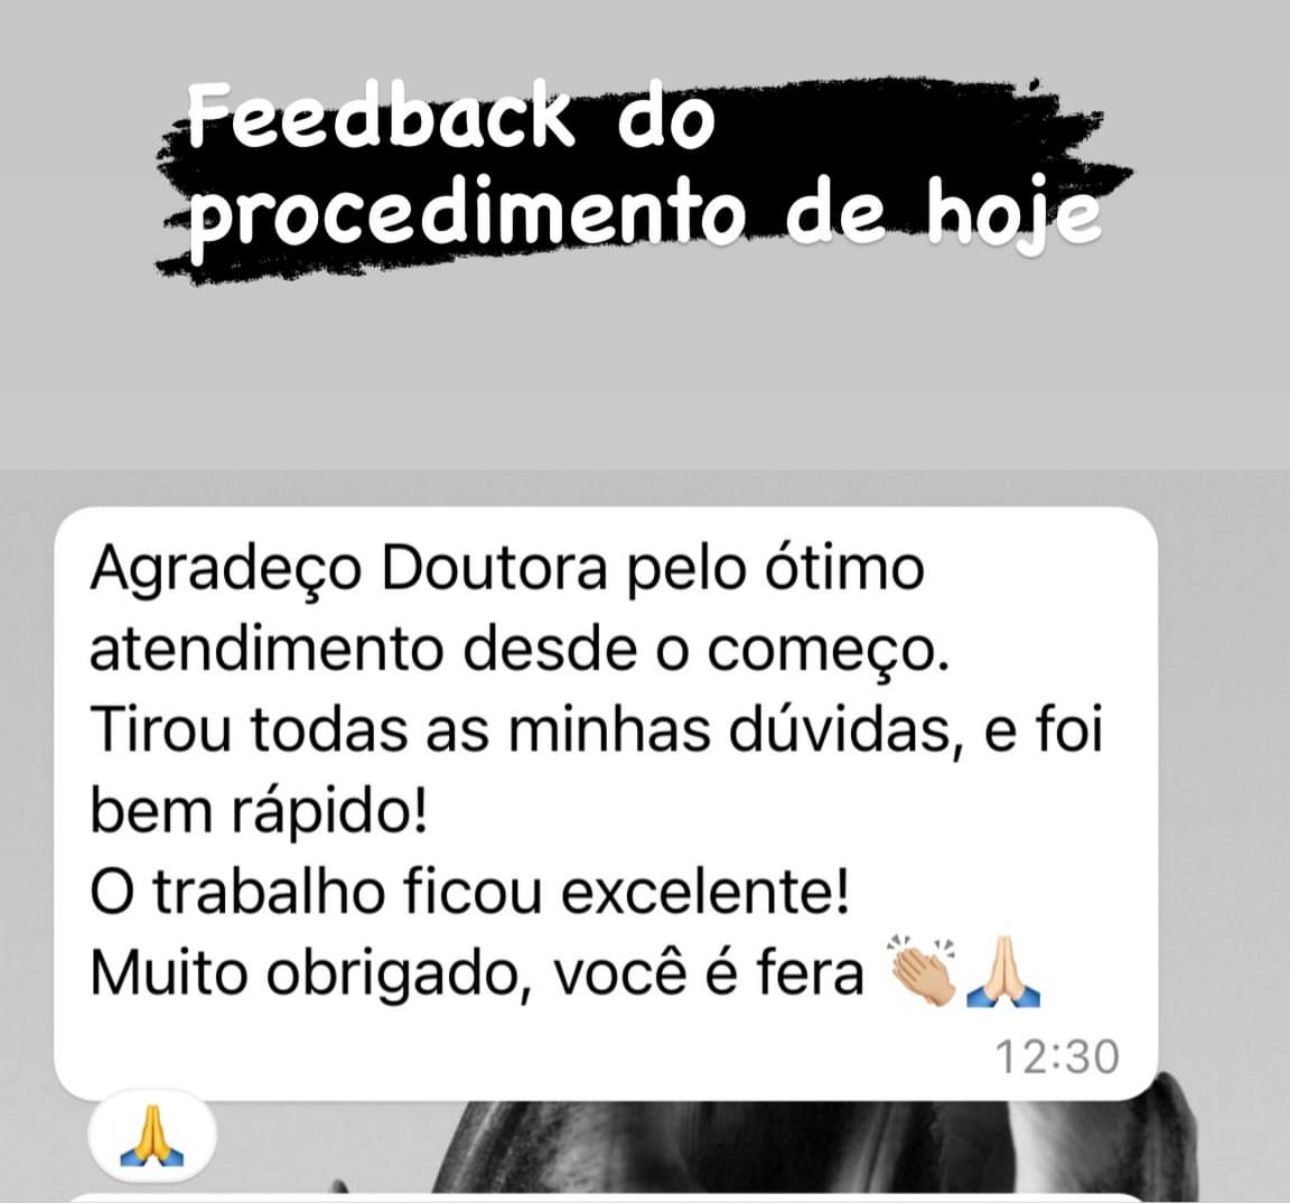 Feedback do
procedimento de hoje
Agradeço Doutora pelo ótimo
atendimento desde o começo.
Tirou todas as minhas dúvidas, e foi
bem rápido!
O trabalho ficou excelente!
Muito obrigado, você é fera 👏🏼🙏🏻
12:30
🙏